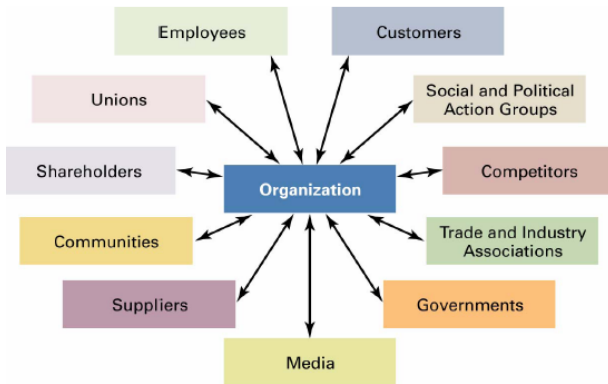 Employees
Customers
Unions
Social and Political
Action Groups
Shareholders
Organization
Competitors
Communities
Trade and Industry
Associations
Suppliers
Governments
Media